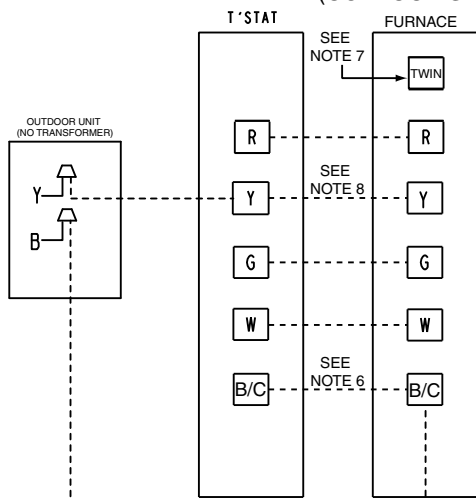 T'STAT
FURNACE
SEE
NOTE 7
TWIN
OUTDOOR UNIT
(NO TRANSFORMER)
R
R
Y
Y
SEE
NOTE 8
Y
B
G
G
W
W
SEE
NOTE 6
B/C
B/C